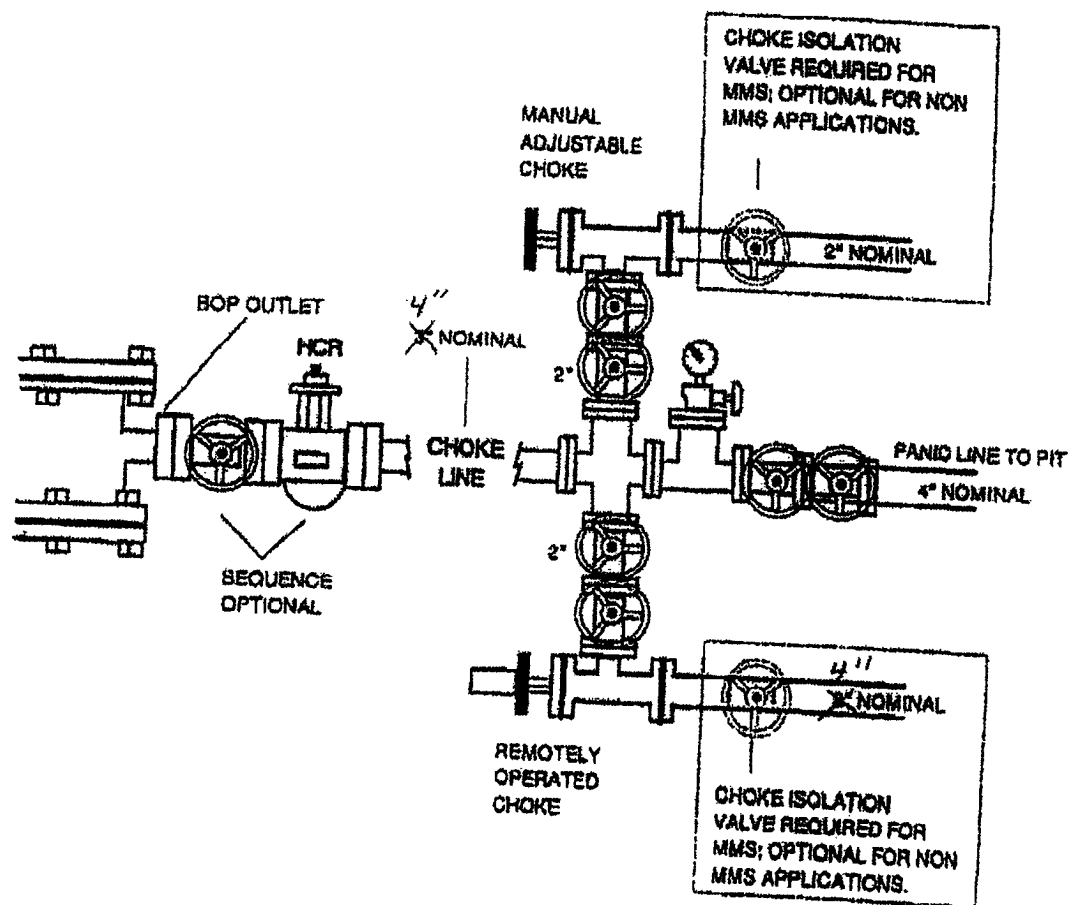 CHOKE ISOLATION
VALVE REQUIRED FOR
MMS; OPTIONAL FOR NON
MMS APPLICATIONS.
MANUAL
ADJUSTABLE
CHOKE
2" NOMINAL
BOP OUTLET
4"
NOMINAL
HCR
2"
CHOKE
LINE
PANIC LINE TO PIT
4" NOMINAL
2"
SEQUENCE
OPTIONAL
4"
NOMINAL
REMOTELY
OPERATED
CHOKE
CHOKE ISOLATION
VALVE REQUIRED FOR
MMS; OPTIONAL FOR NON
MMS APPLICATIONS.